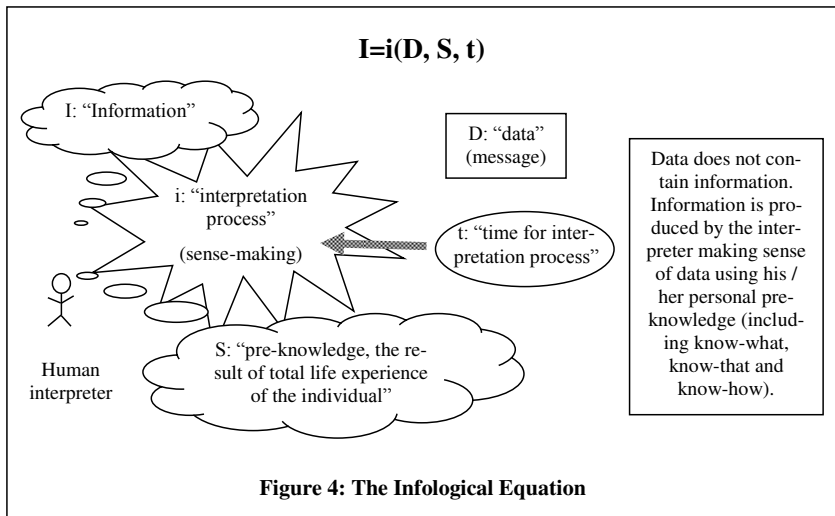 I=i(D, S, t)
I: “Information”
D: “data”
(message)
i: “interpretation
process”
(sense-making)
t: “time for inter-
pretation process”
Data does not con-
tain information.
Information is pro-
duced by the inter-
preter making sense
of data using his /
her personal pre-
knowledge (includ-
ing know-what,
know-that and
know-how).
Human
interpreter
S: “pre-knowledge, the re-
sult of total life experience
of the individual”
Figure 4: The Infological Equation